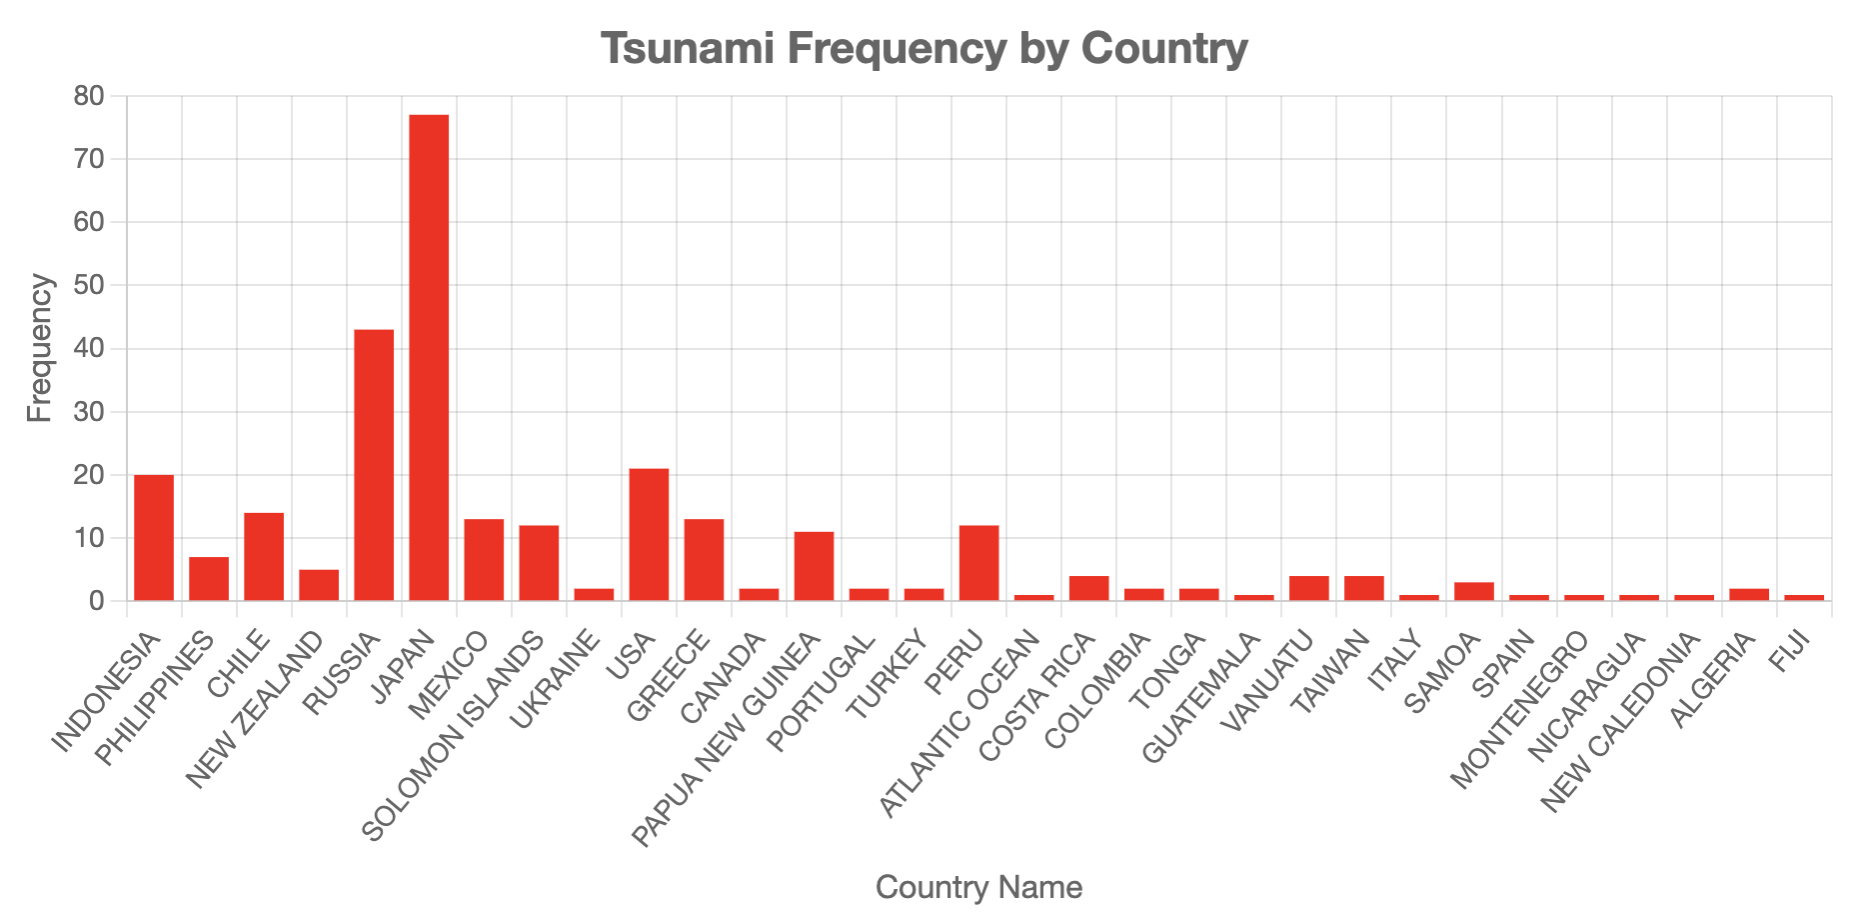 Tsunami Frequency by Country
80
70
60
50
40
30
20
10
0
Frequency
INDONESIA
PHILIPPINES
CHILE
NEW ZEALAND
RUSSIA
JAPAN
MEXICO
SOLOMON ISLANDS
UKRAINE
USA
GREECE
CANADA
PAPUA NEW GUINEA
PORTUGAL
TURKEY
PERU
ATLANTIC OCEAN
COSTA RICA
COLOMBIA
TONGA
GUATEMALA
VANUATU
TAIWAN
ITALY
SAMOA
SPAIN
MONTENEGRO
NICARAGUA
NEW CALEDONIA
ALGERIA
FIJI
Country Name